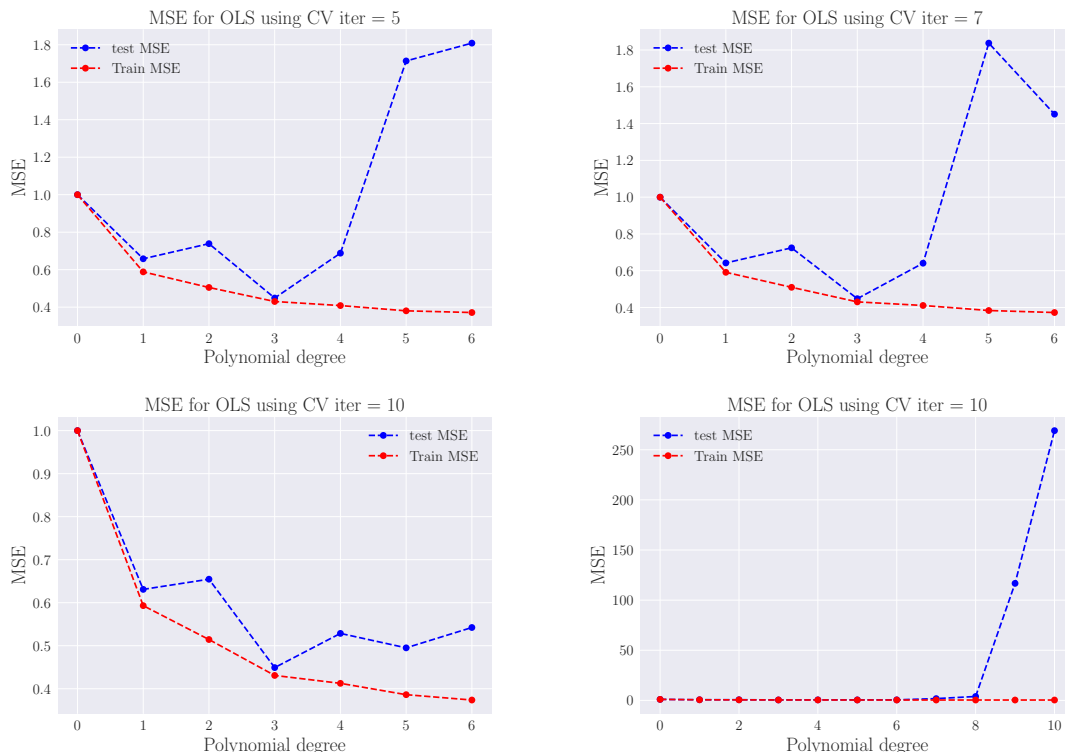 MSE for OLS using CV iter = 5
test MSE
Train MSE
1.8
1.6
1.4
1.2
1.0
0.8
0.6
0.4
MSE
0 1 2 3 4 5 6
Polynomial degree
MSE for OLS using CV iter = 7
test MSE
Train MSE
1.8
1.6
1.4
1.2
1.0
0.8
0.6
0.4
MSE
0 1 2 3 4 5 6
Polynomial degree
MSE for OLS using CV iter = 10
test MSE
Train MSE
1.0
0.9
0.8
0.7
0.6
0.5
0.4
MSE
0 1 2 3 4 5 6
Polynomial degree
MSE for OLS using CV iter = 10
test MSE
Train MSE
250
200
150
100
50
0
MSE
0 2 4 6 8 10
Polynomial degree